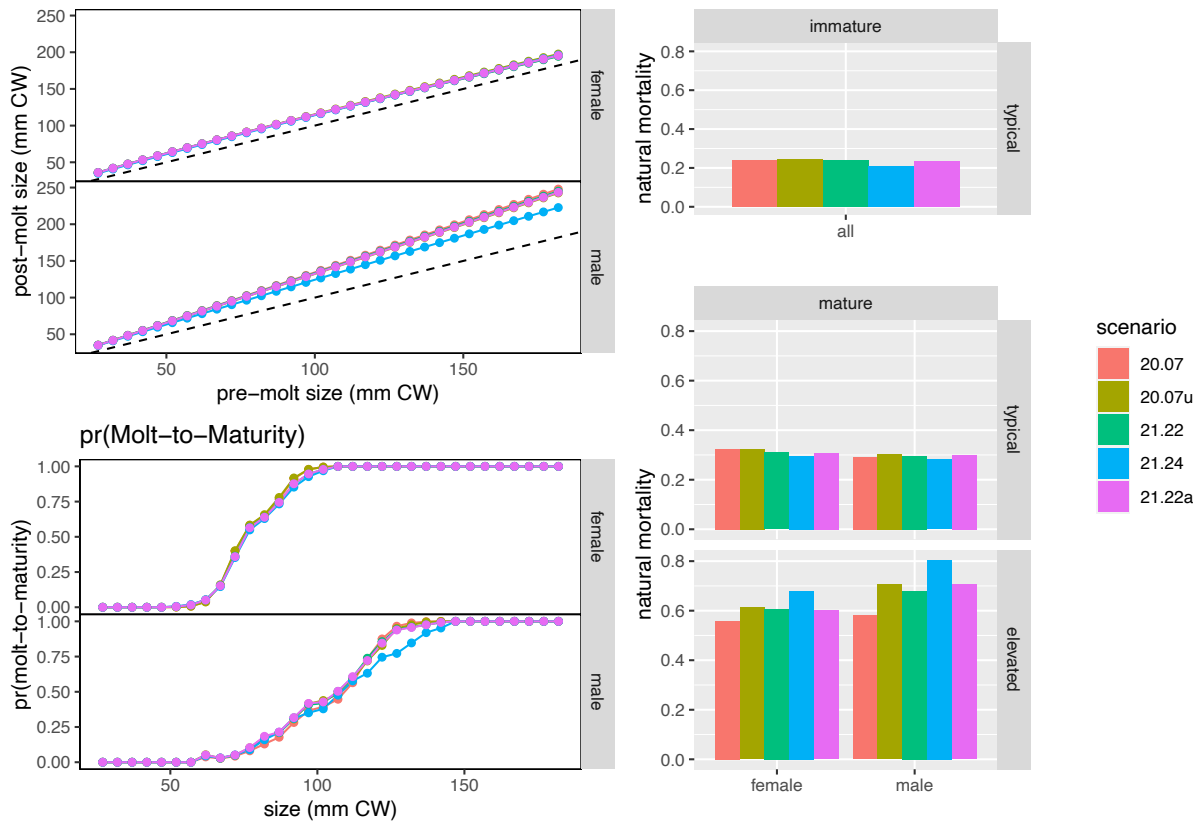 250
200
150
100
50
female
250
200
150
100
50
male
post−molt size (mm CW)
50 100 150
pre−molt size (mm CW)
pr(Molt−to−Maturity)
1.00
0.75
0.50
0.25
0.00
female
1.00
0.75
0.50
0.25
0.00
male
pr(molt−to−maturity)
50 100 150
size (mm CW)
immature
0.8
0.6
0.4
0.2
0.0
typical
natural mortality
all
mature
0.8
0.6
0.4
0.2
0.0
typical
natural mortality
0.8
0.6
0.4
0.2
0.0
elevated
natural mortality
female male
scenario
20.07
20.07u
21.22
21.24
21.22a